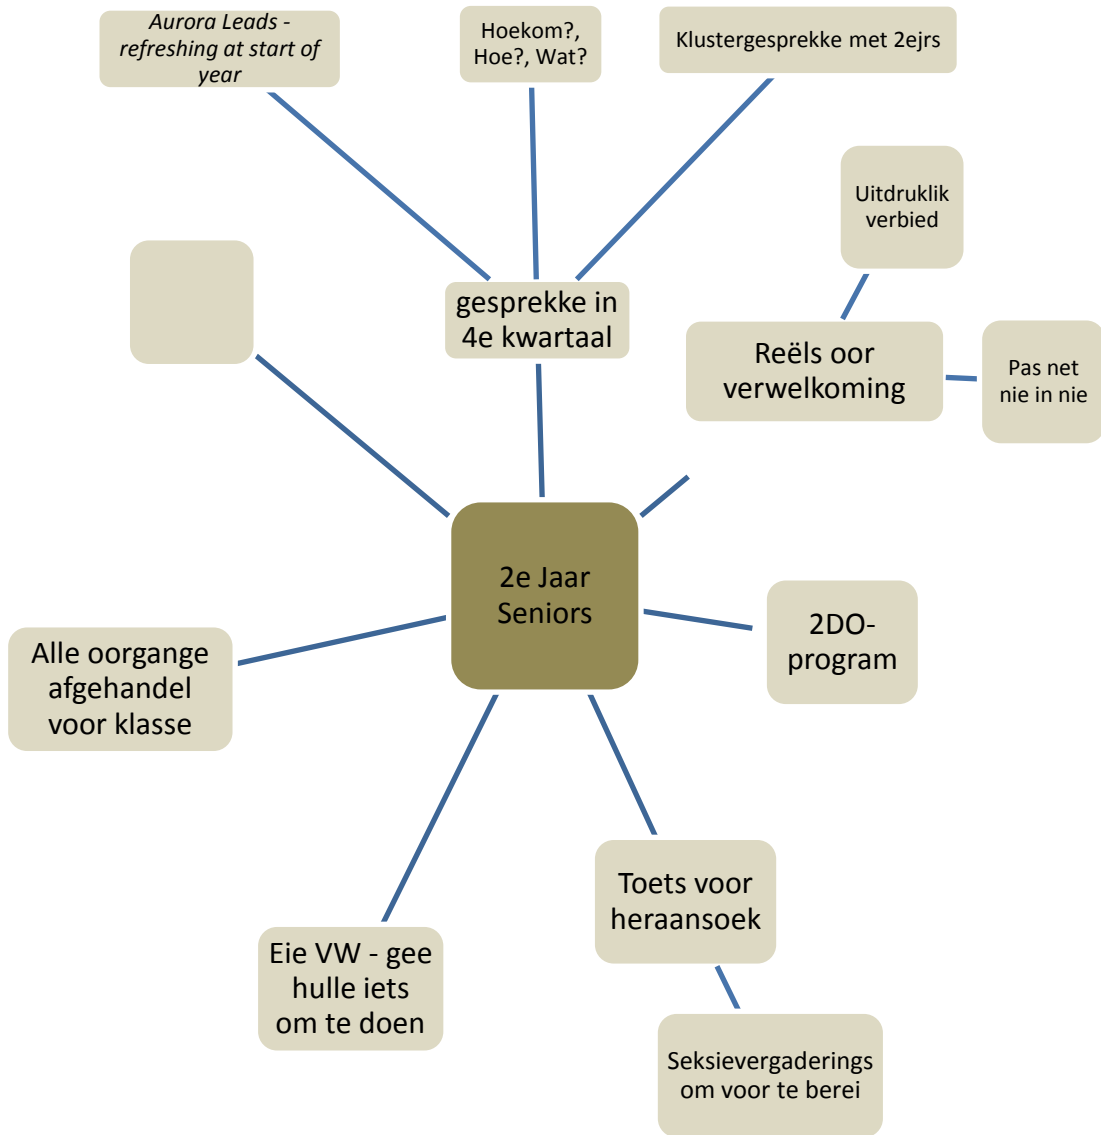 Aurora Leads -
refreshing at start of
year
Hoekom?,
Hoe?, Wat?
Klustergesprekke met 2ejrs
Uitdruklik
verbied
gesprekke in
4e kwartaal
Reëls oor
verwelkoming
Pas net
nie in nie
2e Jaar
Seniors
2DO-
program
Alle oorgange
afgehandel
voor klasse
Toets voor
heraansoek
Eie VW - gee
hulle iets
om te doen
Seksievergaderings
om voor te berei